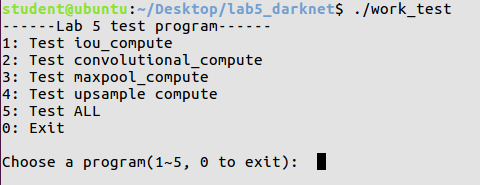 student@ubuntu:~/Desktop/lab5_darknet$ ./work_test
------Lab 5 test program------
1: Test iou_compute
2: Test convolutional_compute
3: Test maxpool_compute
4: Test upsample compute
5: Test ALL
0: Exit
Choose a program(1~5, 0 to exit):